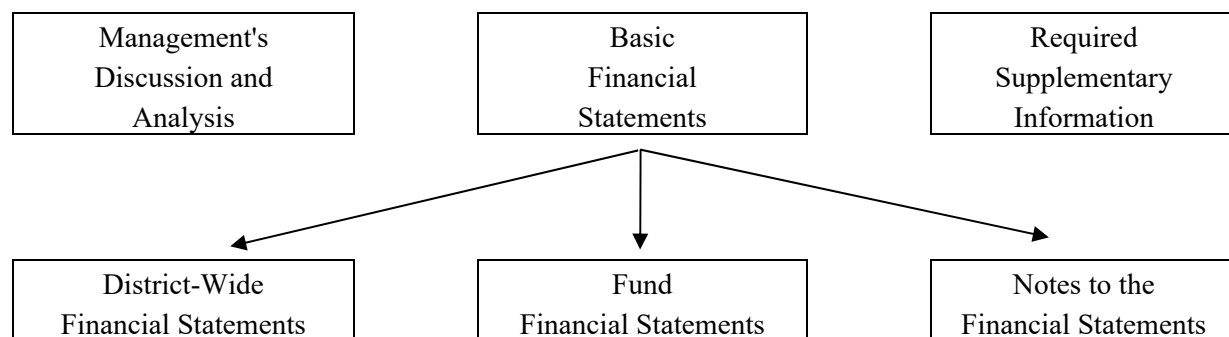 Management's
Discussion and
Analysis
Basic
Financial
Statements
Required
Supplementary
Information
District-Wide
Financial Statements
Fund
Financial Statements
Notes to the
Financial Statements